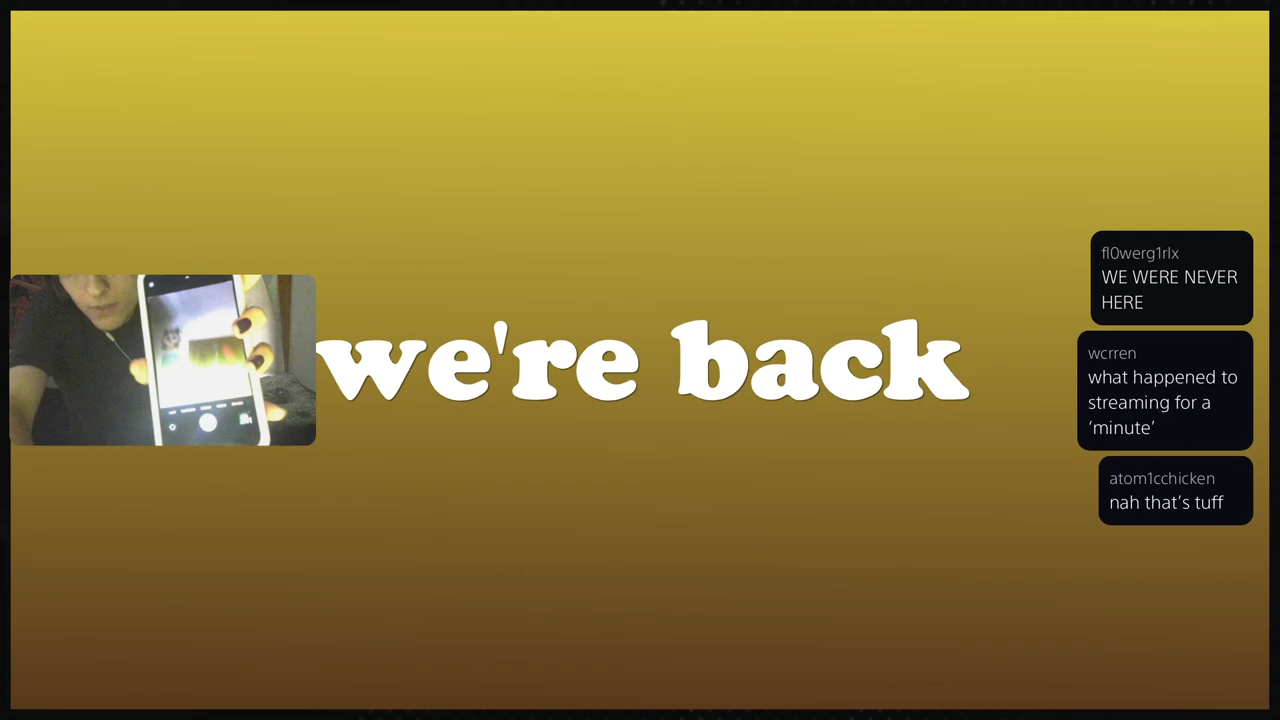 we're back
fl0werg1rlx
WE WERE NEVER
HERE
wcrren
what happened to
streaming for a
‘minute’
atom1cchicken
nah that’s tuff